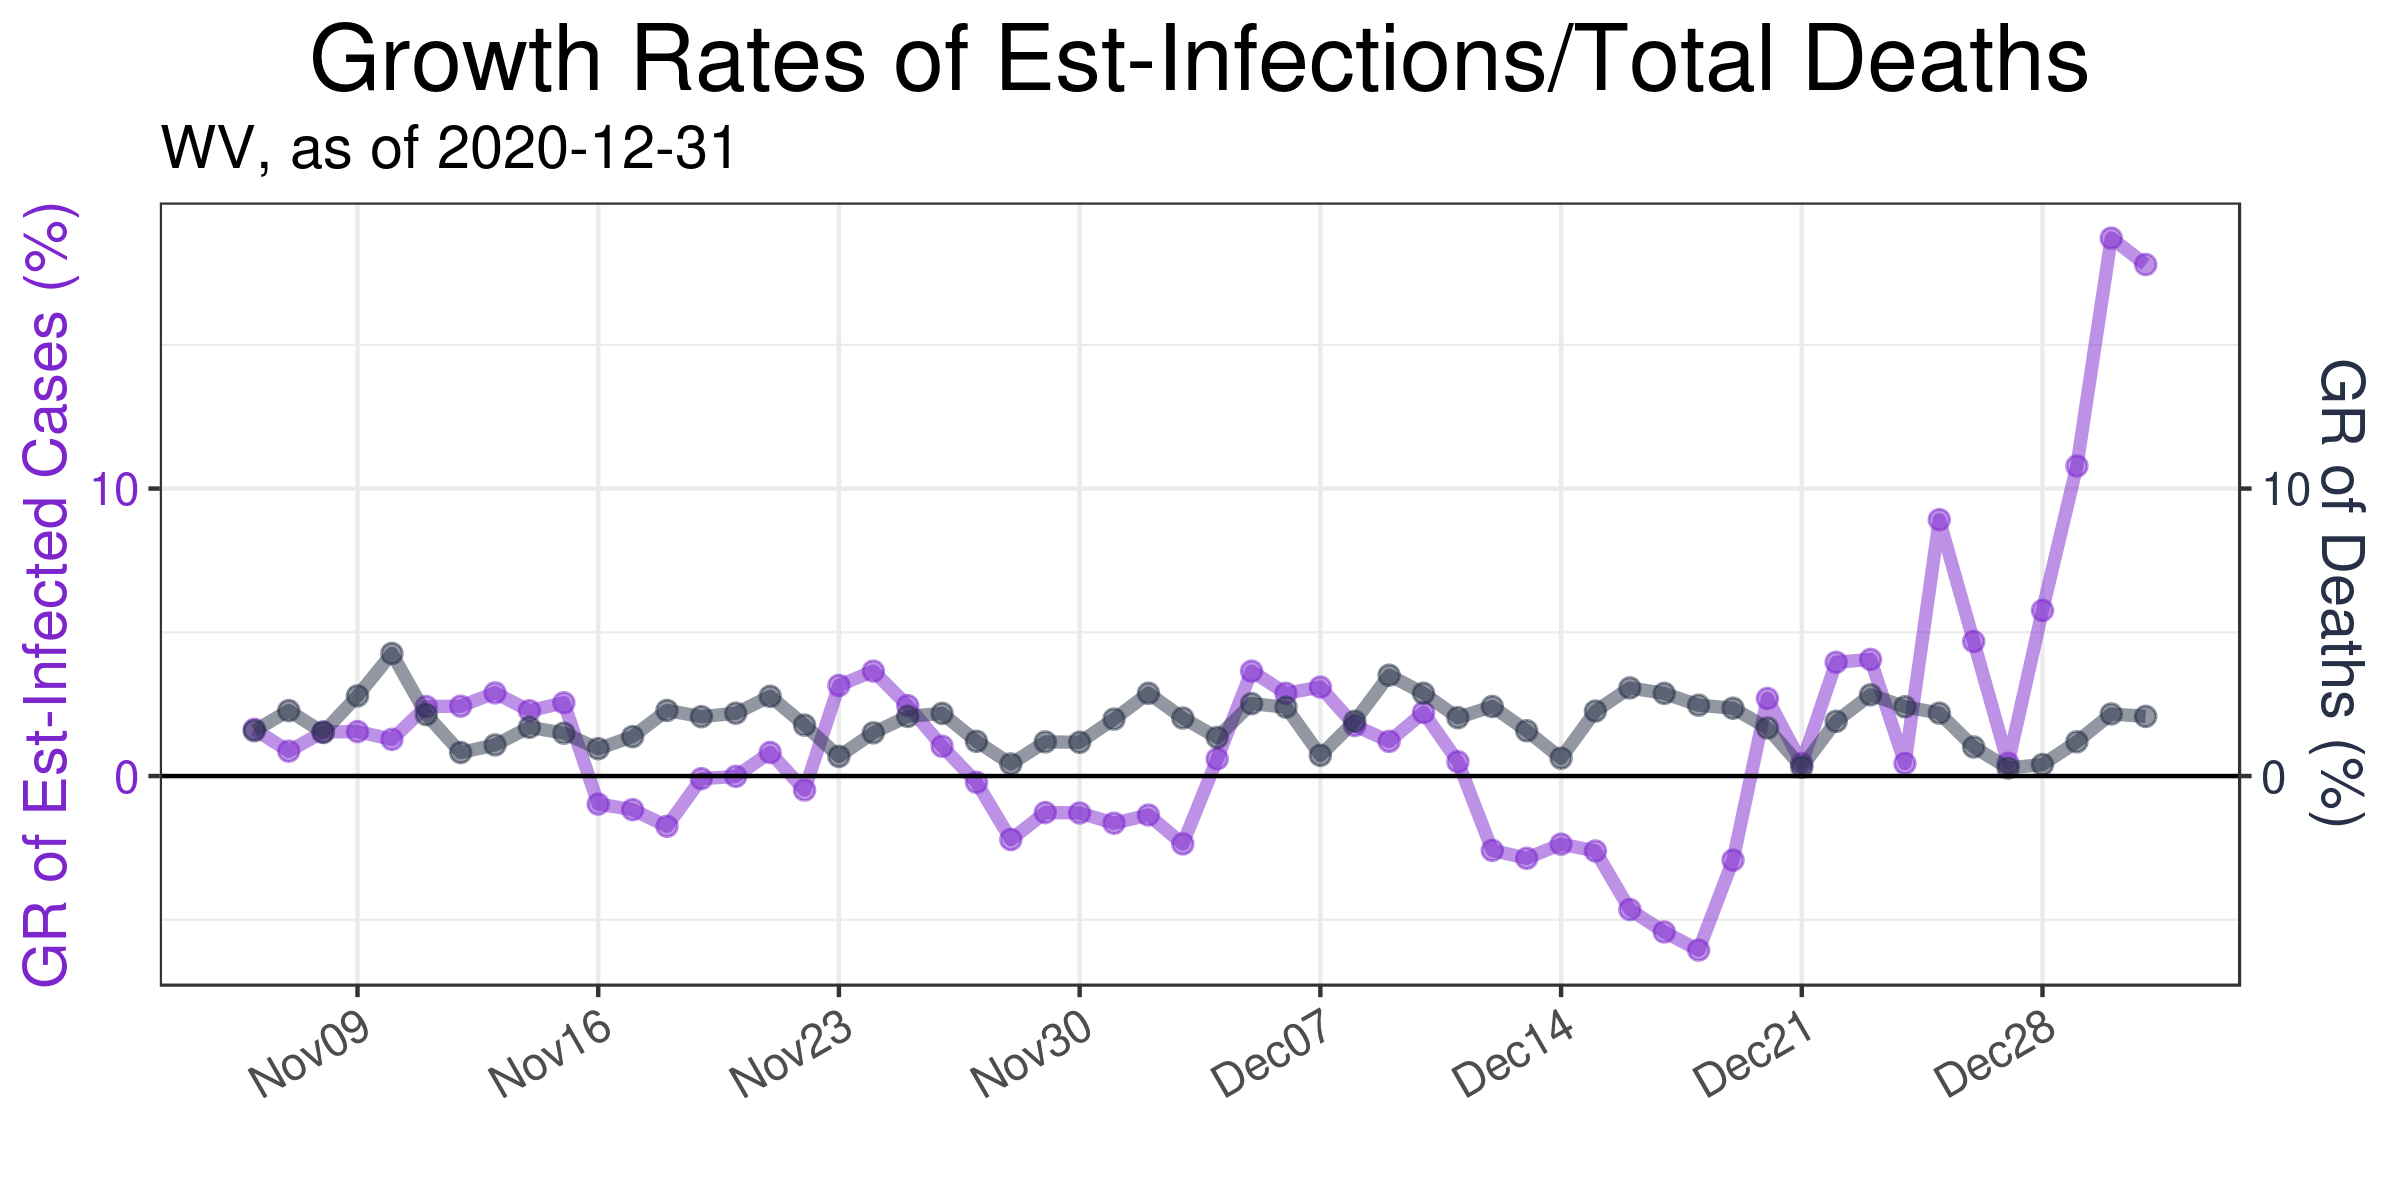 Growth Rates of Est-Infections/Total Deaths
WV, as of 2020-12-31
GR of Est-Infected Cases (%)
10
0
10
0
GR of Deaths (%)
Nov09
Nov16
Nov23
Nov30
Dec07
Dec14
Dec21
Dec28